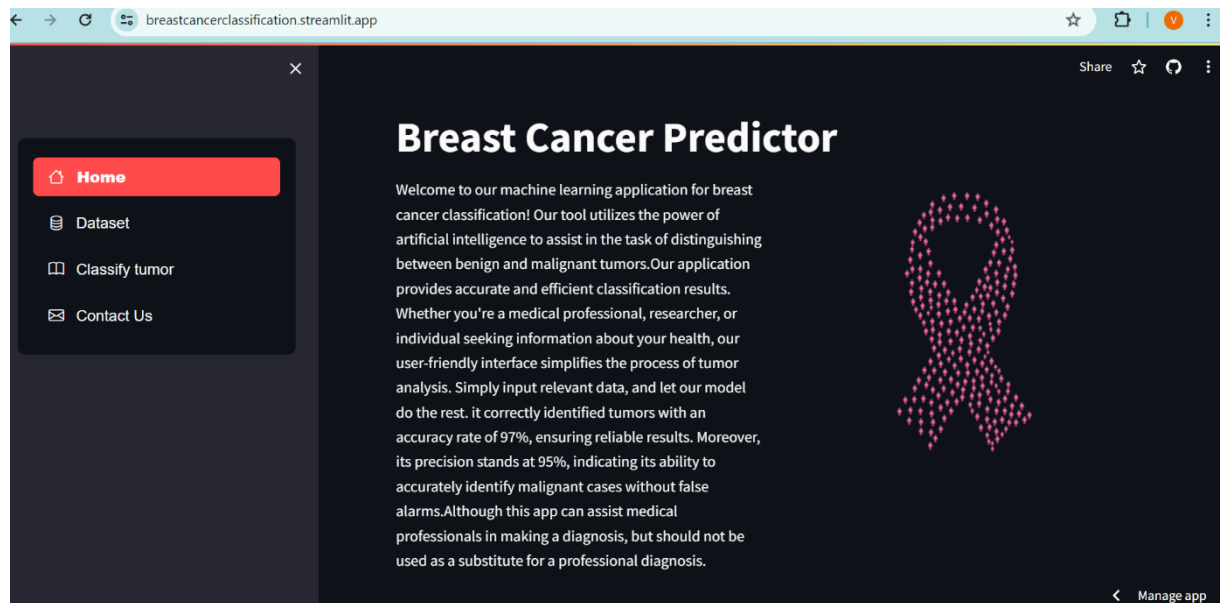 breastcancerclassification.streamlit.app
V
Share
Home
Dataset
Classify tumor
Contact Us
Breast Cancer Predictor
Welcome to our machine learning application for breast
cancer classification! Our tool utilizes the power of
artificial intelligence to assist in the task of distinguishing
between benign and malignant tumors.Our application
provides accurate and efficient classification results.
Whether you're a medical professional, researcher, or
individual seeking information about your health, our
user-friendly interface simplifies the process of tumor
analysis. Simply input relevant data, and let our model
do the rest. it correctly identified tumors with an
accuracy rate of 97%, ensuring reliable results. Moreover,
its precision stands at 95%, indicating its ability to
accurately identify malignant cases without false
alarms.Although this app can assist medical
professionals in making a diagnosis, but should not be
used as a substitute for a professional diagnosis.
Manage app